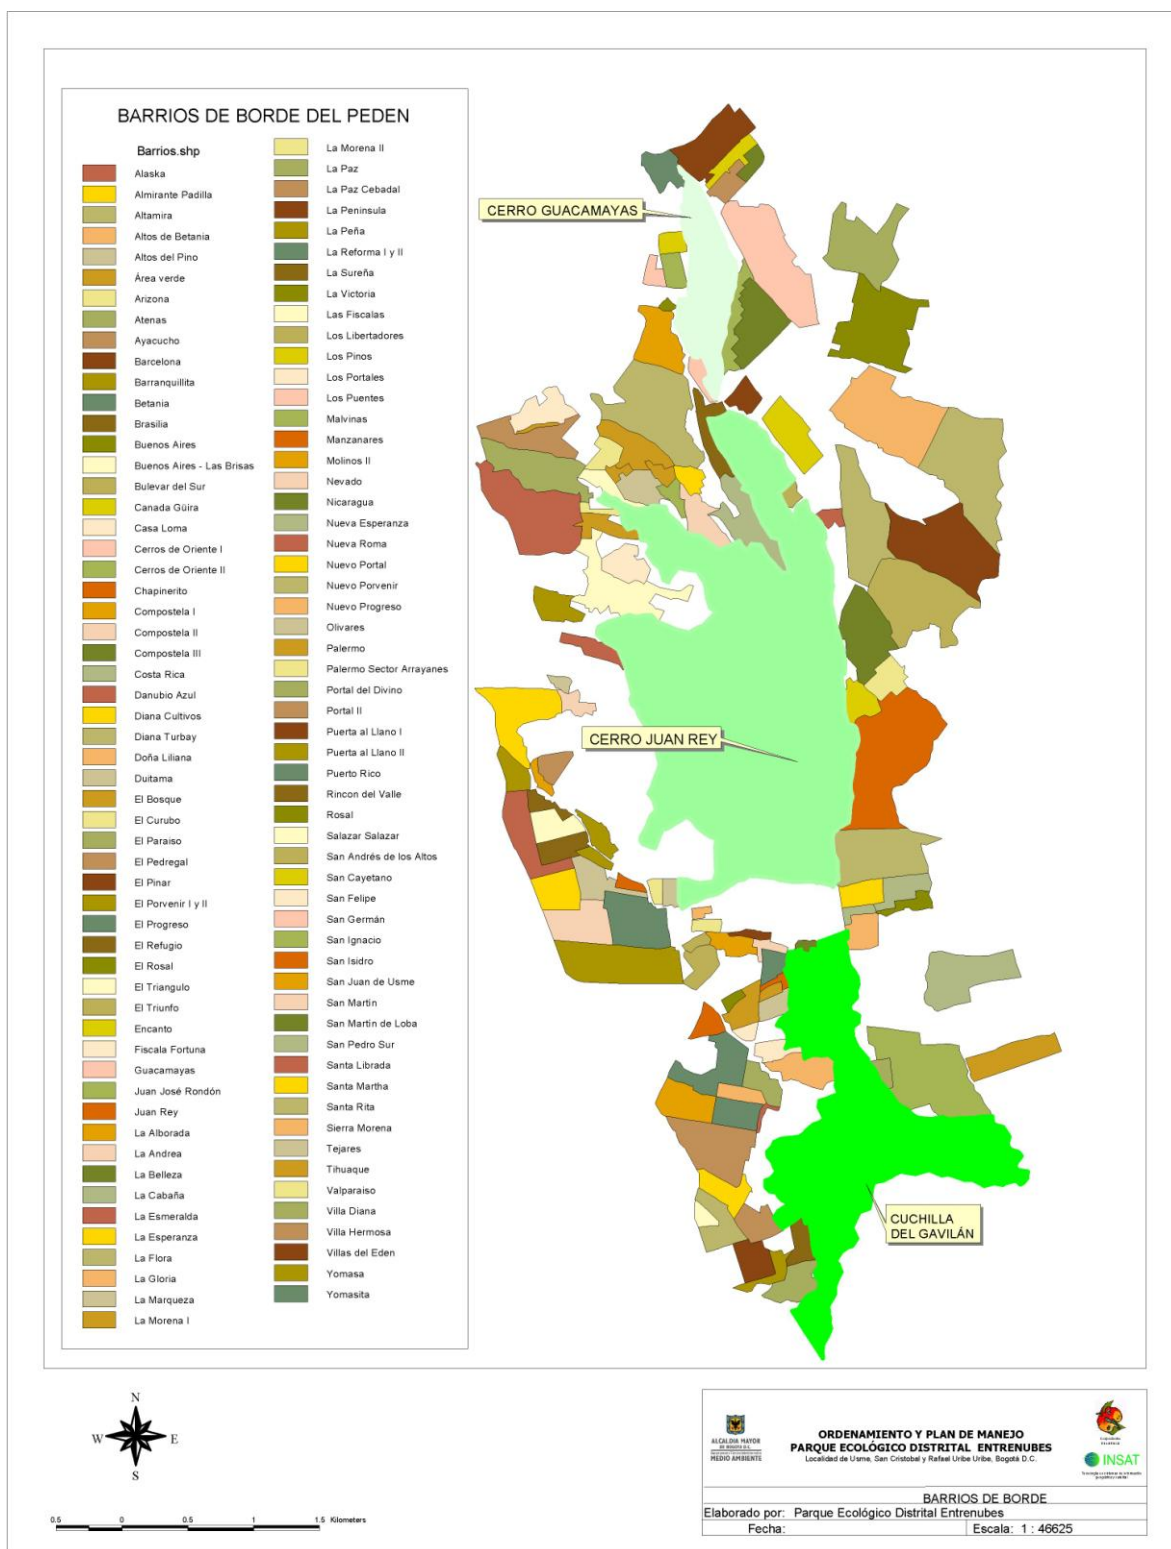 BARRIOS DE BORDE DEL PEDEN
Barrios.shp
Alaska
Almirante Padilla
Altamira
Altos de Betania
Altos del Pino
Área verde
Arizona
Atenas
Ayacucho
Barcelona
Barranquillita
Betania
Brasilia
Buenos Aires
Buenos Aires - Las Brisas
Bulevar del Sur
Canada Güira
Casa Loma
Cerros de Oriente I
Cerros de Oriente II
Chapinerito
Compostela I
Compostela II
Compostela III
Costa Rica
Danubio Azul
Diana Cultivos
Diana Turbay
Doña Liliana
Duitama
El Bosque
El Curubo
El Paraiso
El Pedregal
El Pinar
El Porvenir I y II
El Progreso
El Refugio
El Rosal
El Triangulo
El Triunfo
Encanto
Fiscala Fortuna
Guacamayas
Juan José Rondón
Juan Rey
La Alborada
La Andrea
La Belleza
La Cabaña
La Esmeralda
La Esperanza
La Flora
La Gloria
La Marqueza
La Morena I
La Morena II
La Paz
La Paz Cebadal
La Peninsula
La Peña
La Reforma I y II
La Sureña
La Victoria
Las Fiscalas
Los Libertadores
Los Pinos
Los Portales
Los Puentes
Malvinas
Manzanares
Molinos II
Nevado
Nicaragua
Nueva Esperanza
Nueva Roma
Nuevo Portal
Nuevo Porvenir
Nuevo Progreso
Olivares
Palermo
Palermo Sector Arrayanes
Portal del Divino
Portal II
Puerta al Llano I
Puerta al Llano II
Puerto Rico
Rincon del Valle
Rosal
Salazar Salazar
San Andrés de los Altos
San Cayetano
San Felipe
San Germán
San Ignacio
San Isidro
San Juan de Usme
San Martín
San Martin de Loba
San Pedro Sur
Santa Librada
Santa Martha
Santa Rita
Sierra Morena
Tejares
Tihuaque
Valparaiso
Villa Diana
Villa Hermosa
Villas del Eden
Yomasa
Yomasita
CERRO GUACAMAYAS
CERRO JUAN REY
CUCHILLA
DEL GAVILÁN
N
W E
S
0.5 0 0.5 1 1.5 Kilometers
ALCALDIA MAYOR
DE BOGOTÁ D.C.
MEDIO AMBIENTE
ORDENAMIENTO Y PLAN DE MANEJO
PARQUE ECOLÓGICO DISTRITAL ENTRENUBES
Localidad de Usme, San Cristobal y Rafael Uribe Uribe, Bogotá D.C.
INSAT
BARRIOS DE BORDE
Elaborado por: Parque Ecológico Distrital Entrenubes
Fecha:
Escala: 1 : 46625